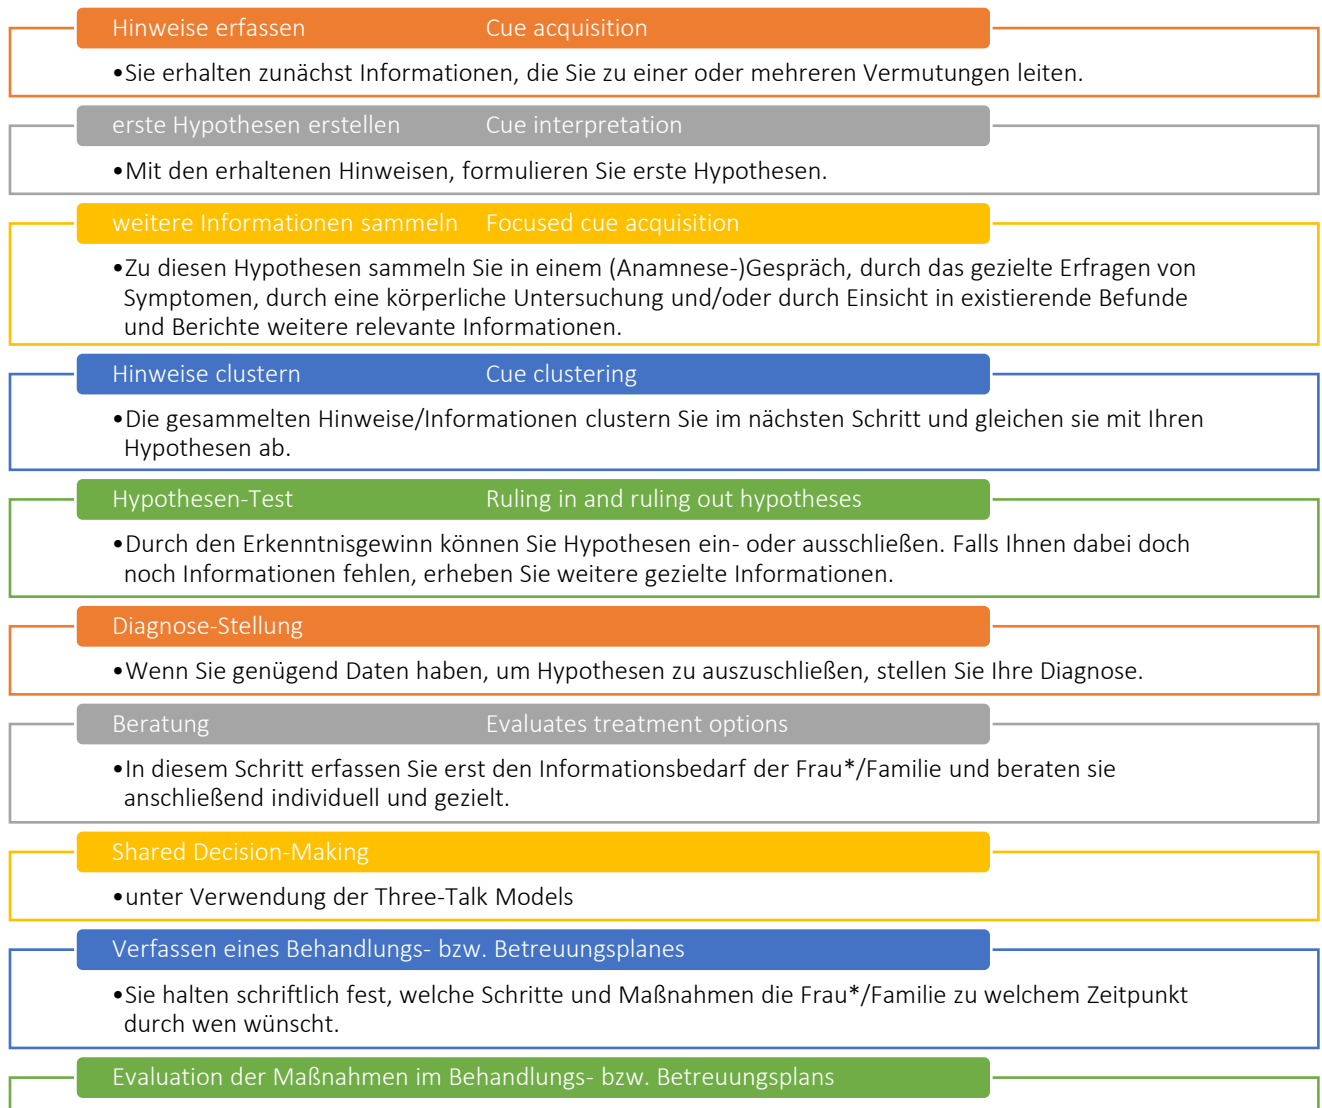 Hinweise erfassen Cue acquisition
•Sie erhalten zunächst Informationen, die Sie zu einer oder mehreren Vermutungen leiten.
erste Hypothesen erstellen Cue interpretation
•Mit den erhaltenen Hinweisen, formulieren Sie erste Hypothesen.
weitere Informationen sammeln Focused cue acquisition
•Zu diesen Hypothesen sammeln Sie in einem (Anamnese-)Gespräch, durch das gezielte Erfragen von
Symptomen, durch eine körperliche Untersuchung und/oder durch Einsicht in existierende Befunde
und Berichte weitere relevante Informationen.
Hinweise clustern Cue clustering
•Die gesammelten Hinweise/Informationen clustern Sie im nächsten Schritt und gleichen sie mit Ihren
Hypothesen ab.
Hypothesen-Test Ruling in and ruling out hypotheses
•Durch den Erkenntnisgewinn können Sie Hypothesen ein- oder ausschließen. Falls Ihnen dabei doch
noch Informationen fehlen, erheben Sie weitere gezielte Informationen.
Diagnose-Stellung
•Wenn Sie genügend Daten haben, um Hypothesen zu auszuschließen, stellen Sie Ihre Diagnose.
Beratung Evaluates treatment options
•In diesem Schritt erfassen Sie erst den Informationsbedarf der Frau*/Familie und beraten sie
anschließend individuell und gezielt.
Shared Decision-Making
•unter Verwendung der Three-Talk Models
Verfassen eines Behandlungs- bzw. Betreuungsplanes
•Sie halten schriftlich fest, welche Schritte und Maßnahmen die Frau*/Familie zu welchem Zeitpunkt
durch wen wünscht.
Evaluation der Maßnahmen im Behandlungs- bzw. Betreuungsplans